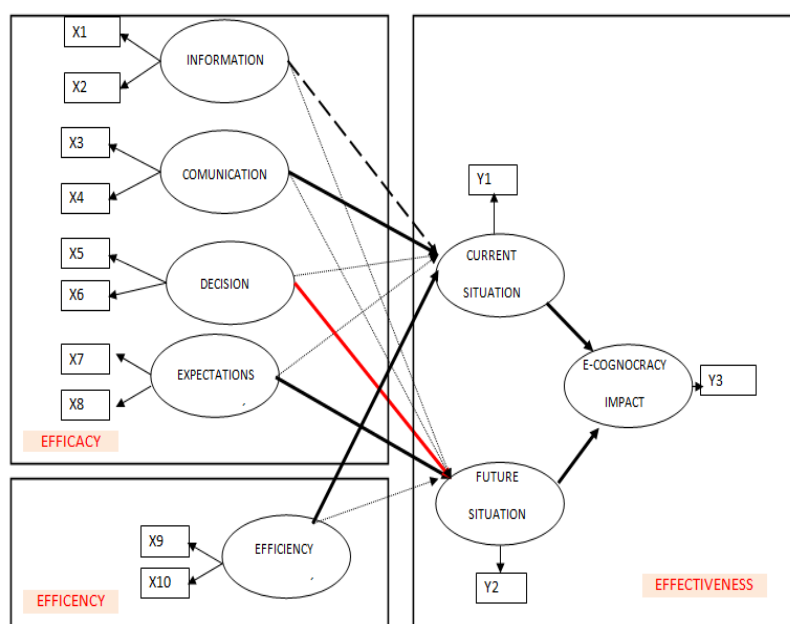 X1
INFORMATION
X2
X3
COMUNICATION
X4
X5
DECISION
X6
X7
EXPECTATIONS
X8
EFFICACY
X9
EFFICIENCY
X10
EFFICENCY
Y1
CURRENT
SITUATION
E-COGNOCRACY
IMPACT
Y3
FUTURE
SITUATION
Y2
EFFECTIVENESS